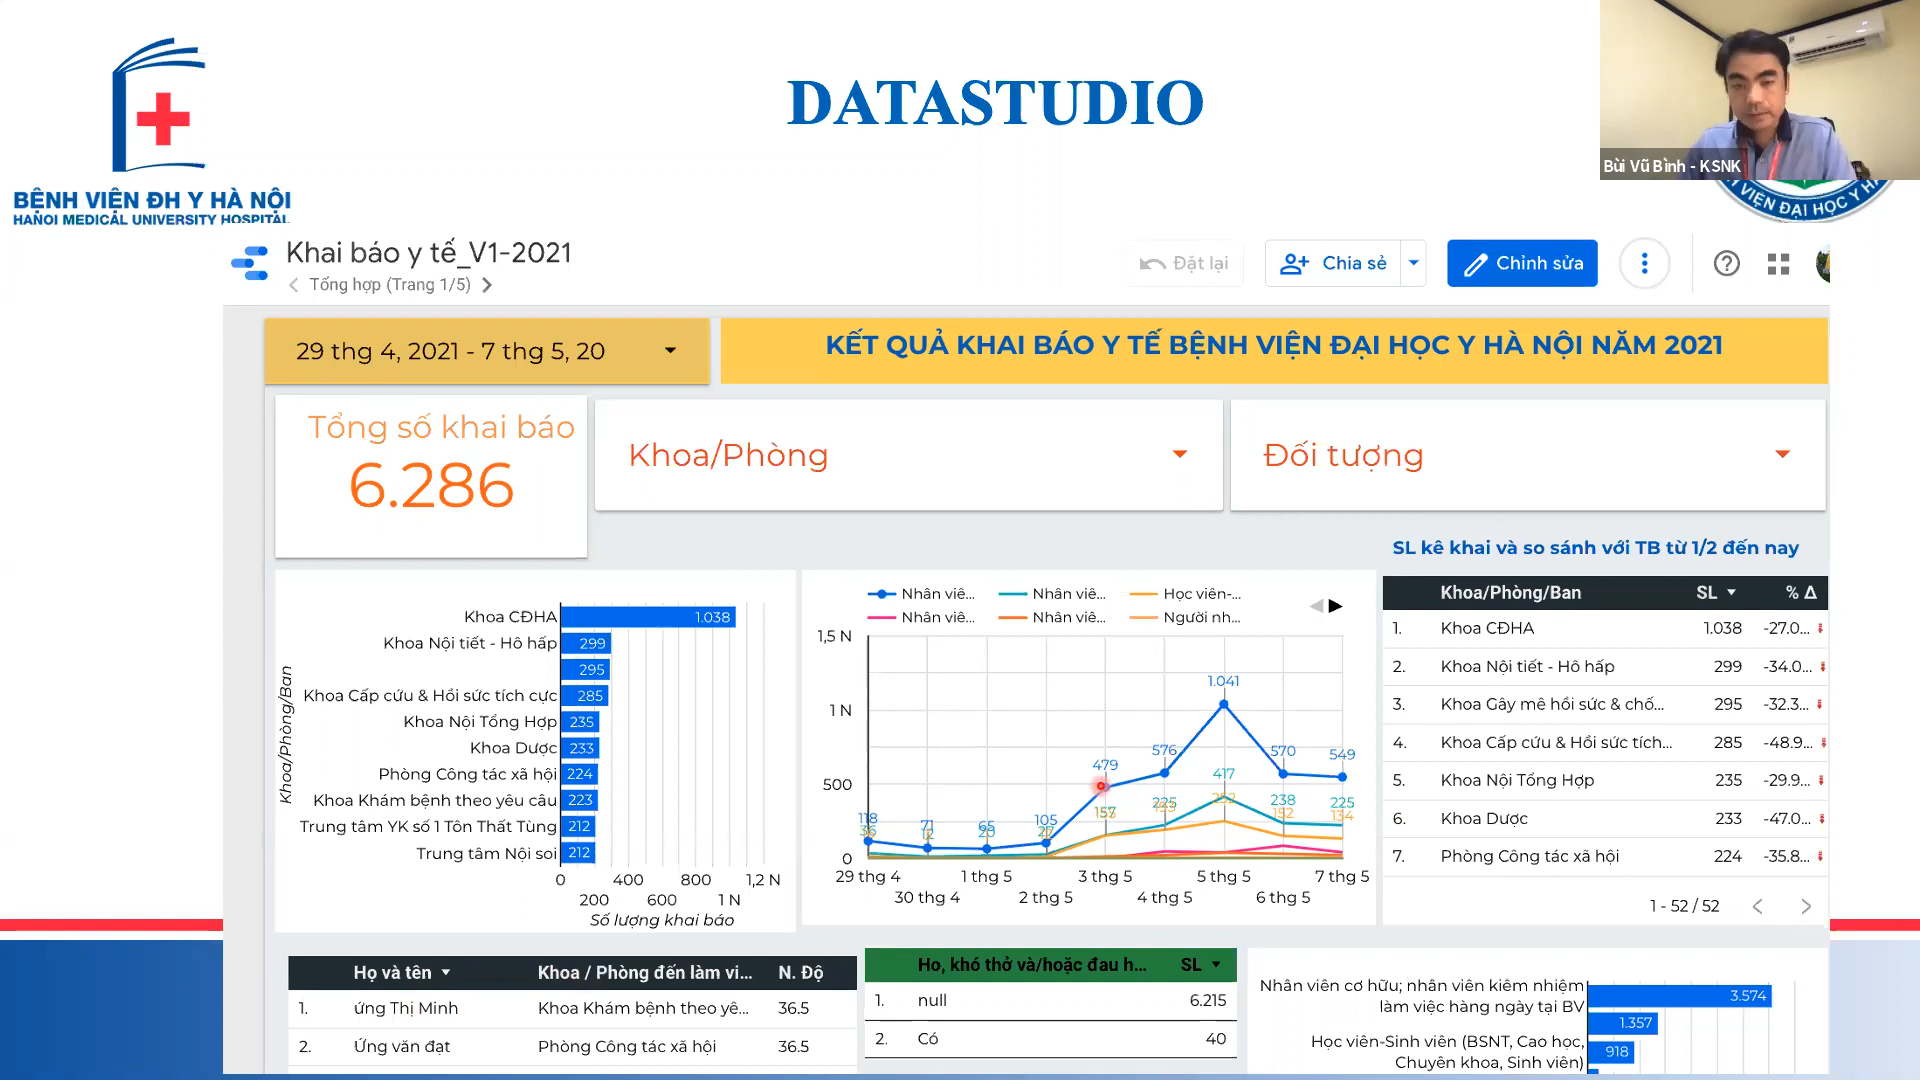 DATASTUDIO
BỆNH VIỆN ĐH Y HÀ NỘI
HANOI MEDICAL UNIVERSITY HOSPITAL
Bùi Vũ Bình - KSNK
VIỆN ĐẠI HỌC Y
Khai báo y tế_V1-2021
Tổng hợp (Trang 1/5)
Đặt lại
Chia sẻ
Chỉnh sửa
29 thg 4, 2021 - 7 thg 5, 20
KẾT QUẢ KHAI BÁO Y TẾ BỆNH VIỆN ĐẠI HỌC Y HÀ NỘI NĂM 2021
Tổng số khai báo
6.286
Khoa/Phòng
Đối tượng
SL kê khai và so sánh với TB từ 1/2 đến nay
Khoa/Phòng/Ban
Khoa CĐHA 1.038
Khoa Nội tiết - Hô hấp 299
295
Khoa Cấp cứu & Hồi sức tích cực 285
Khoa Nội Tổng Hợp 235
Khoa Dược 233
Phòng Công tác xã hội 224
Khoa Khám bệnh theo yêu cầu 223
Trung tâm YK số 1 Tôn Thất Tùng 212
Trung tâm Nội soi 212
0 400 800 1,2 N
200 600 1 N
Số lượng khai báo
Nhân viê... Nhân viê... Học viên-...
Nhân viê... Nhân viê... Người nh...
1,5 N
1.041
1 N
479 576 570 549
500
417
225 238 225
157 252 152 134
118 71 65 105
36 12 20 27
0
29 thg 4 1 thg 5 3 thg 5 5 thg 5 7 thg 5
30 thg 4 2 thg 5 4 thg 5 6 thg 5
Khoa/Phòng/Ban SL % Δ
1. Khoa CĐHA 1.038 -27.0...
2. Khoa Nội tiết - Hô hấp 299 -34.0...
3. Khoa Gây mê hồi sức & chố... 295 -32.3...
4. Khoa Cấp cứu & Hồi sức tích... 285 -48.9...
5. Khoa Nội Tổng Hợp 235 -29.9...
6. Khoa Dược 233 -47.0...
7. Phòng Công tác xã hội 224 -35.8...
1 - 52 / 52
Họ và tên Khoa / Phòng đến làm vi... N. Độ
1. ứng Thị Minh Khoa Khám bệnh theo yê... 36.5
2. Ứng văn đạt Phòng Công tác xã hội 36.5
Ho, khó thở và/hoặc đau h... SL
1. null 6.215
2. Có 40
Nhân viên cơ hữu; nhân viên kiêm nhiệm
làm việc hàng ngày tại BV 3.574
1.357
Học viên-Sinh viên (BSNT, Cao học,
Chuyên khoa, Sinh viên) 918